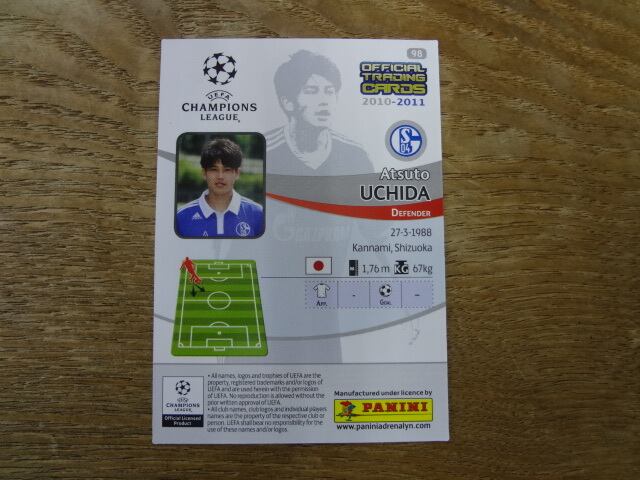 98
UEFA
CHAMPIONS
LEAGUE®
OFFICIAL
TRADING
CARDS
2010-2011
S04
Atsuto
UCHIDA
DEFENDER
27-3-1988
Kannami, Shizuoka
1,76 m KG 67kg
APP. - GOAL -
UEFA
CHAMPIONS
LEAGUE
Official Licensed
Product
• All names, logos and trophies of UEFA are the
property, registered trademarks and/or logos of
UEFA and are used herein with the permission
of UEFA. No reproduction is allowed without the
prior written approval of UEFA.
• All club names, club logos and individual players
names are the property of the respective club or
person. UEFA shall bear no responsibility for the
use of these names and/or logos.
Manufactured under licence by
PANINI
www.paniniadrenalyn.com